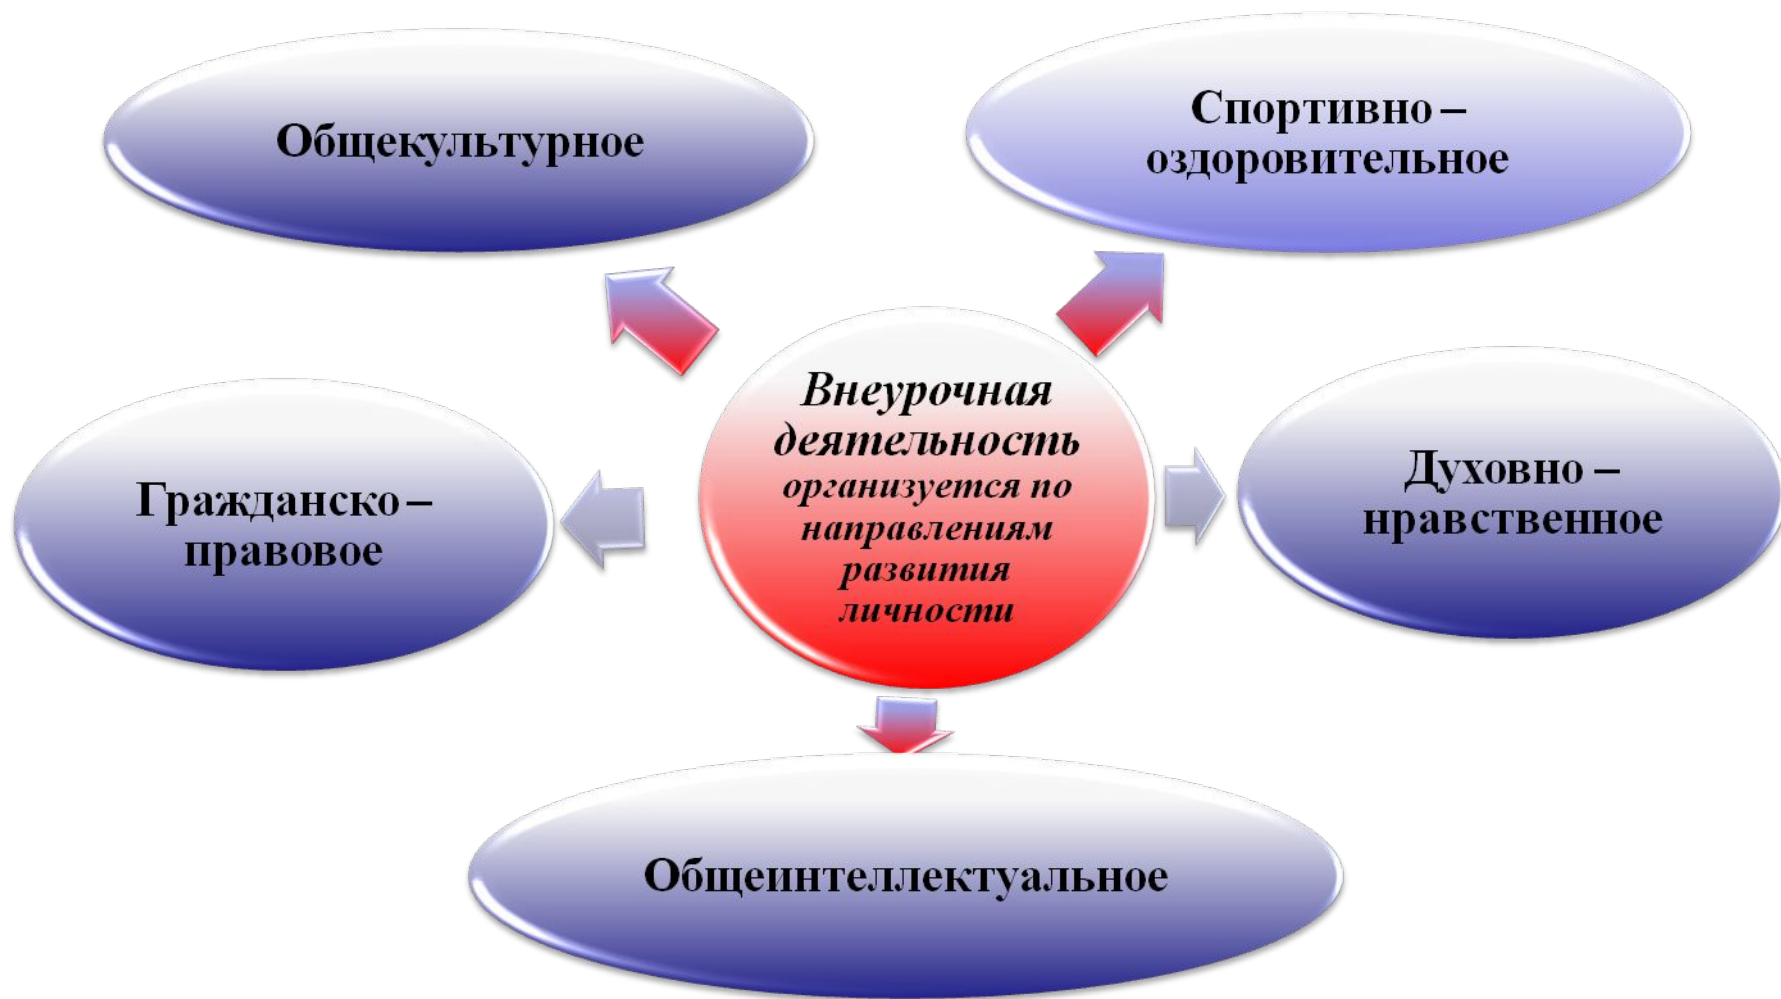 Общекультурное
Спортивно –
оздоровительное
Внеурочная
деятельность
организуется по
направлениям
развития
личности
Гражданско –
правовое
Духовно –
нравственное
Общеинтеллектуальное